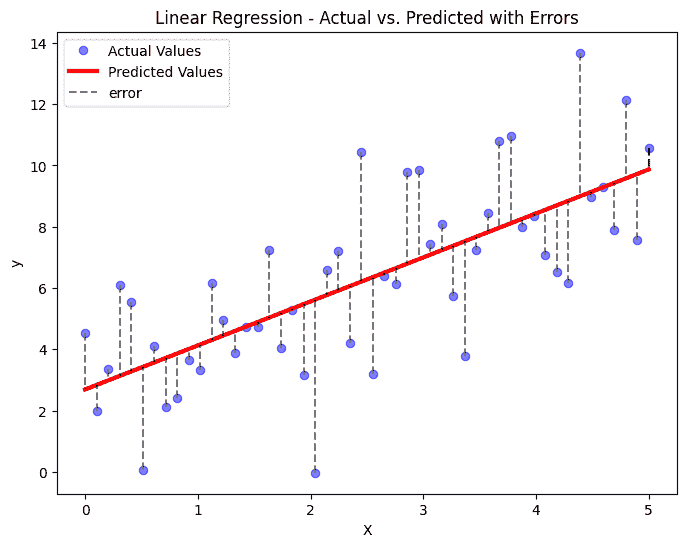 Linear Regression - Actual vs. Predicted with Errors
Actual Values
Predicted Values
error
14
12
10
8
6
4
2
0
y
0 1 2 3 4 5
X